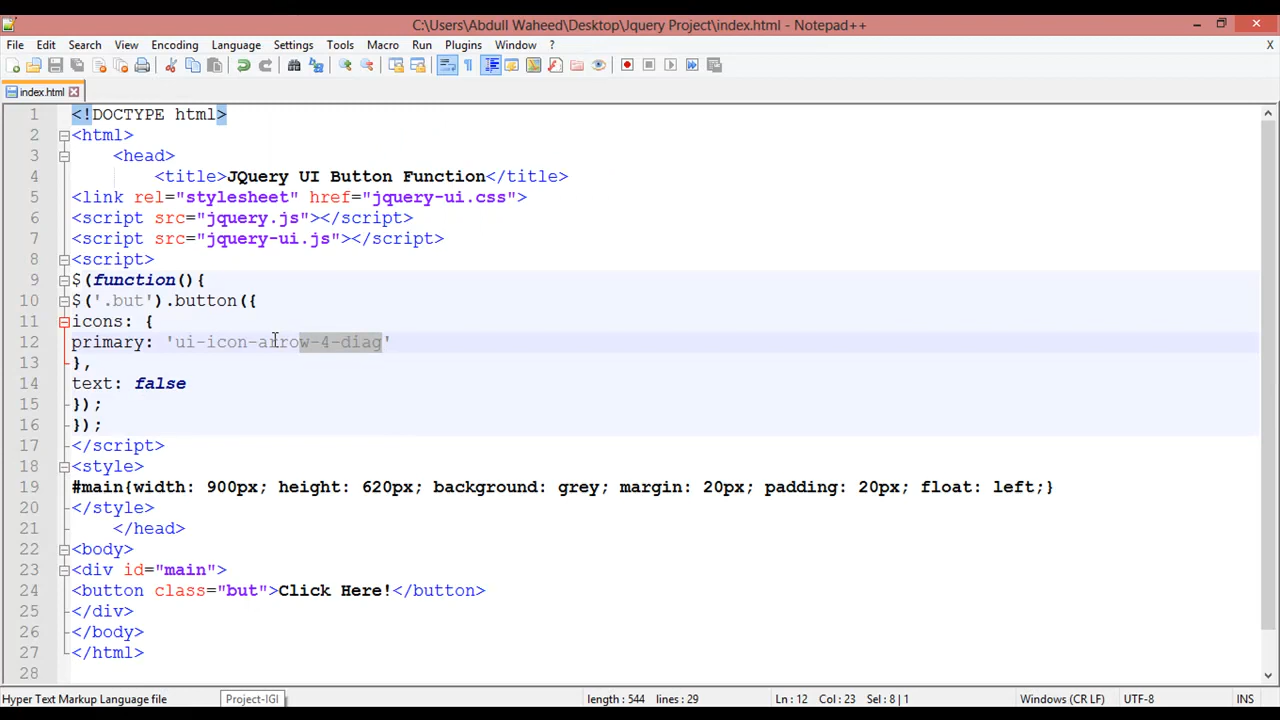 C:\Users\Abdull Waheed\Desktop\Jquery Project\index.html - Notepad++
File Edit Search View Encoding Language Settings Tools Macro Run Plugins Window ? X
index.html
1 <!DOCTYPE html>
2 <html>
3 <head>
4 <title>JQuery UI Button Function</title>
5 <link rel="stylesheet" href="jquery-ui.css">
6 <script src="jquery.js"></script>
7 <script src="jquery-ui.js"></script>
8 <script>
9 $(function(){
10 $('.but').button({
11 icons: {
12 primary: 'ui-icon-arrow-4-diag'
13 },
14 text: false
15 });
16 });
17 </script>
18 <style>
19 #main{width: 900px; height: 620px; background: grey; margin: 20px; padding: 20px; float: left;}
20 </style>
21 </head>
22 <body>
23 <div id="main">
24 <button class="but">Click Here!</button>
25 </div>
26 </body>
27 </html>
28
Hyper Text Markup Language file Project-IGI length : 544 lines : 29 Ln : 12 Col : 23 Sel : 8 | 1 Windows (CR LF) UTF-8 INS